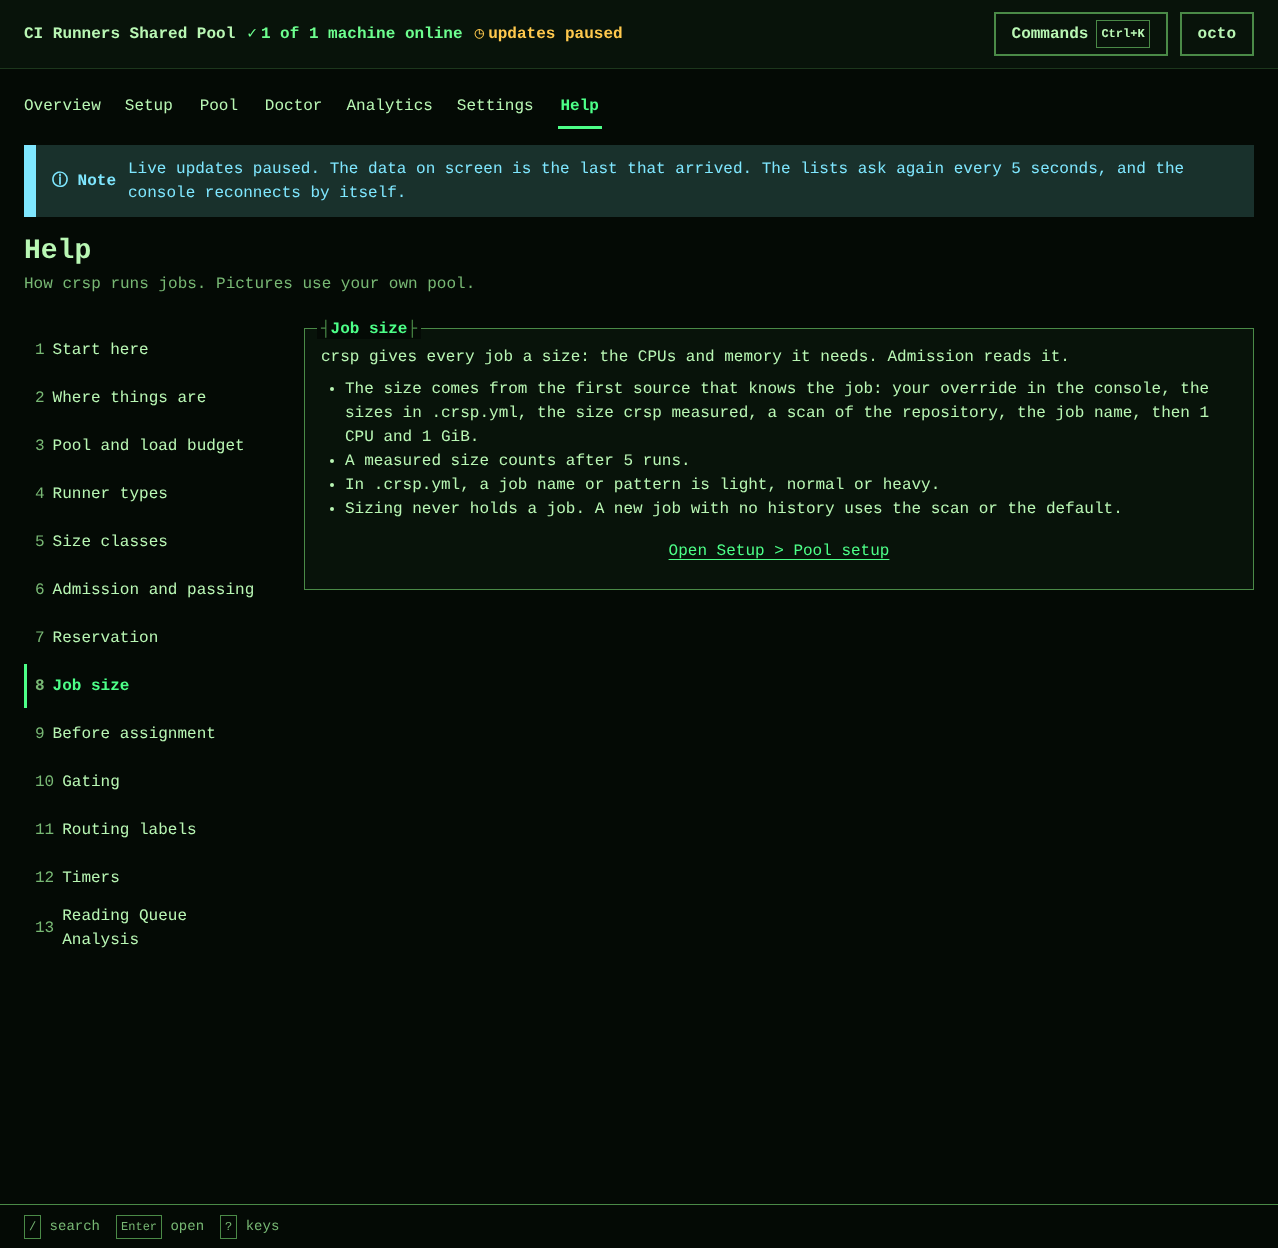 CI Runners Shared Pool ✓ 1 of 1 machine online ◷ updates paused Commands Ctrl+K octo
Overview Setup Pool Doctor Analytics Settings Help
ⓘ Note Live updates paused. The data on screen is the last that arrived. The lists ask again every 5 seconds, and the
console reconnects by itself.
Help
How crsp runs jobs. Pictures use your own pool.
1 Start here
2 Where things are
3 Pool and load budget
4 Runner types
5 Size classes
6 Admission and passing
7 Reservation
8 Job size
9 Before assignment
10 Gating
11 Routing labels
12 Timers
13 Reading Queue
Analysis
Job size
crsp gives every job a size: the CPUs and memory it needs. Admission reads it.
• The size comes from the first source that knows the job: your override in the console, the
sizes in .crsp.yml, the size crsp measured, a scan of the repository, the job name, then 1
CPU and 1 GiB.
• A measured size counts after 5 runs.
• In .crsp.yml, a job name or pattern is light, normal or heavy.
• Sizing never holds a job. A new job with no history uses the scan or the default.
Open Setup > Pool setup
/ search Enter open ? keys